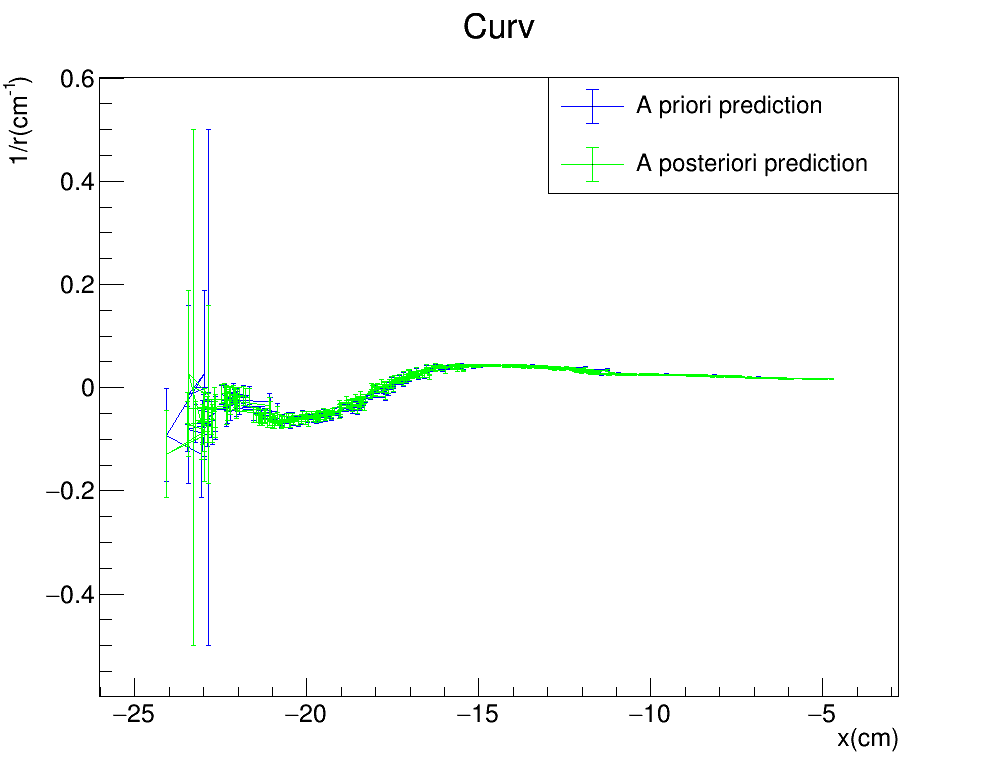 Curv
1/r(cm⁻¹)
A priori prediction
A posteriori prediction
0.6
0.4
0.2
0
−0.2
−0.4
−25 −20 −15 −10 −5
x(cm)